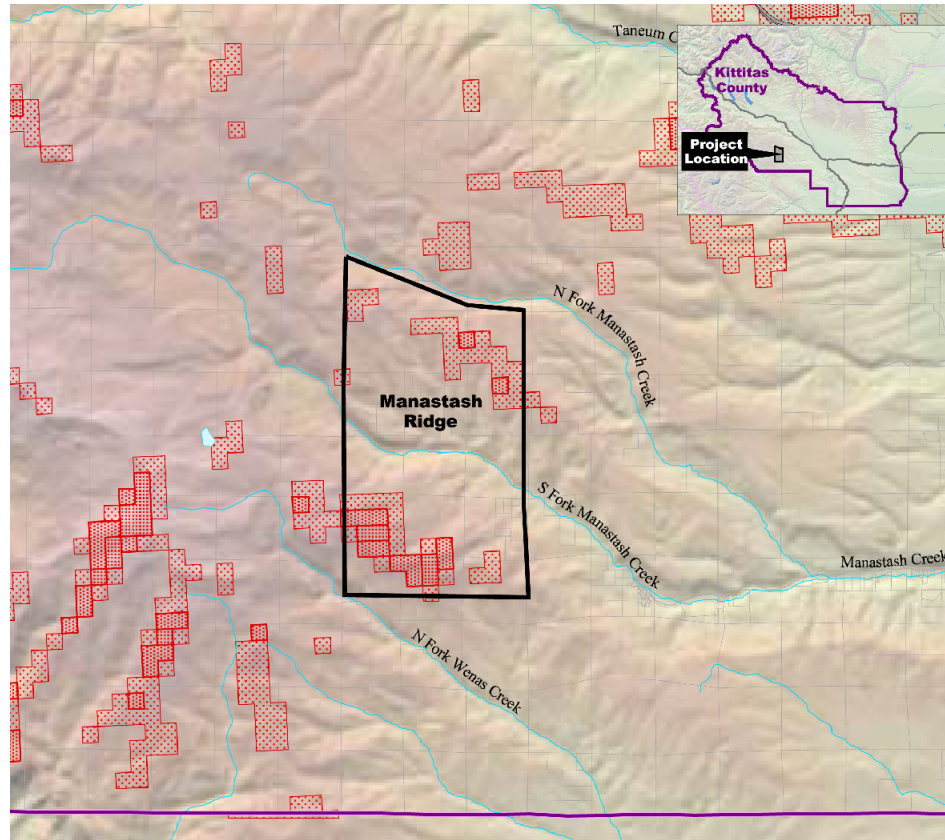 Taneum C
Kittitas
County
Project
Location
N Fork Manastash Creek
Manastash
Ridge
S Fork Manastash Creek
Manastash Creek
N Fork Wenas Creek